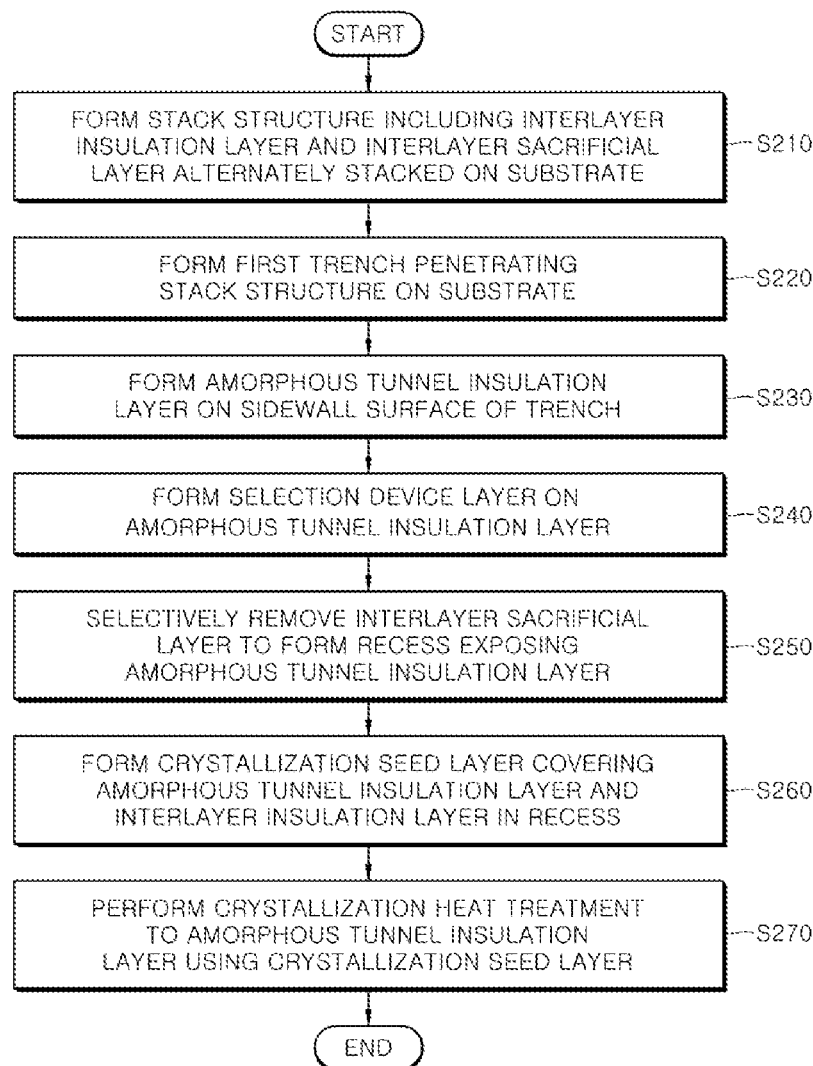 START
FORM STACK STRUCTURE INCLUDING INTERLAYER
INSULATION LAYER AND INTERLAYER SACRIFICIAL
LAYER ALTERNATELY STACKED ON SUBSTRATE
S210
FORM FIRST TRENCH PENETRATING
STACK STRUCTURE ON SUBSTRATE
S220
FORM AMORPHOUS TUNNEL INSULATION
LAYER ON SIDEWALL SURFACE OF TRENCH
S230
FORM SELECTION DEVICE LAYER ON
AMORPHOUS TUNNEL INSULATION LAYER
S240
SELECTIVELY REMOVE INTERLAYER SACRIFICIAL
LAYER TO FORM RECESS EXPOSING
AMORPHOUS TUNNEL INSULATION LAYER
S250
FORM CRYSTALLIZATION SEED LAYER COVERING
AMORPHOUS TUNNEL INSULATION LAYER AND
INTERLAYER INSULATION LAYER IN RECESS
S260
PERFORM CRYSTALLIZATION HEAT TREATMENT
TO AMORPHOUS TUNNEL INSULATION
LAYER USING CRYSTALLIZATION SEED LAYER
S270
END